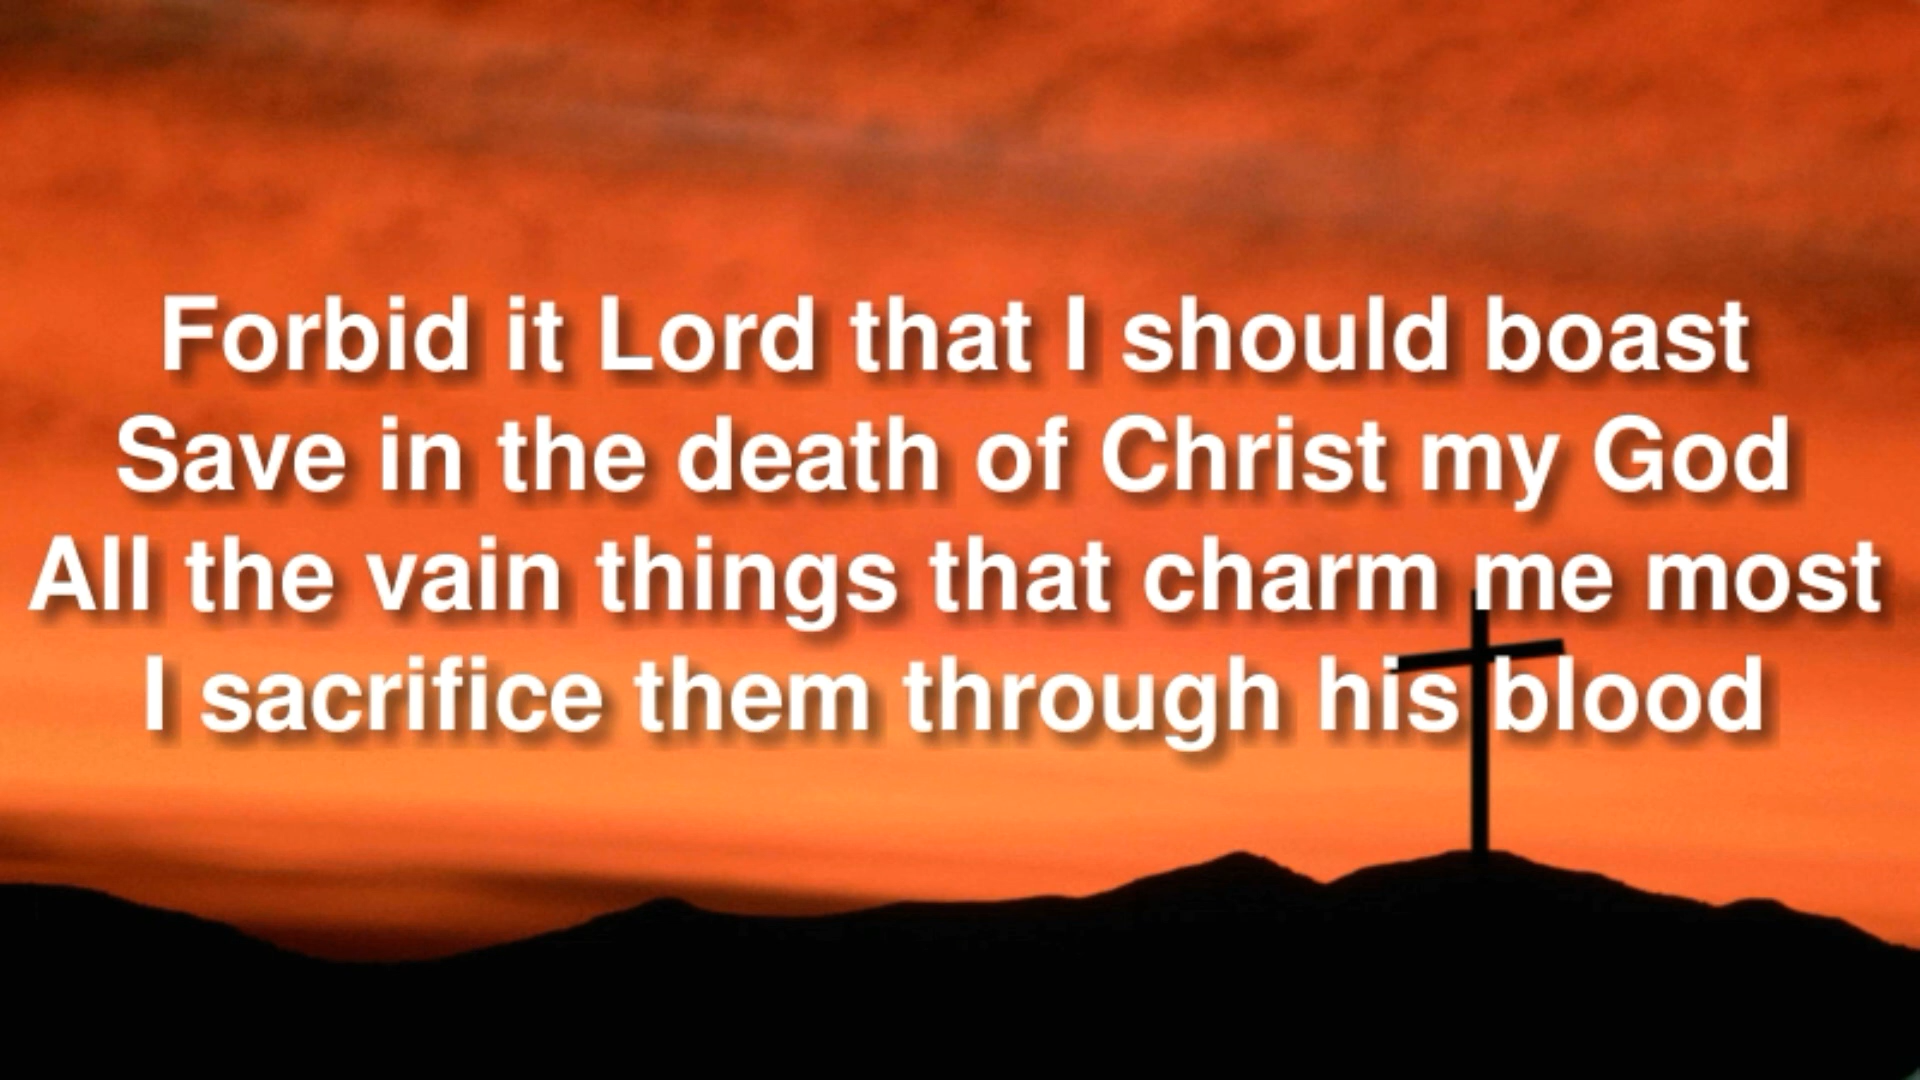 Forbid it Lord that I should boast
Save in the death of Christ my God
All the vain things that charm me most
I sacrifice them through his blood